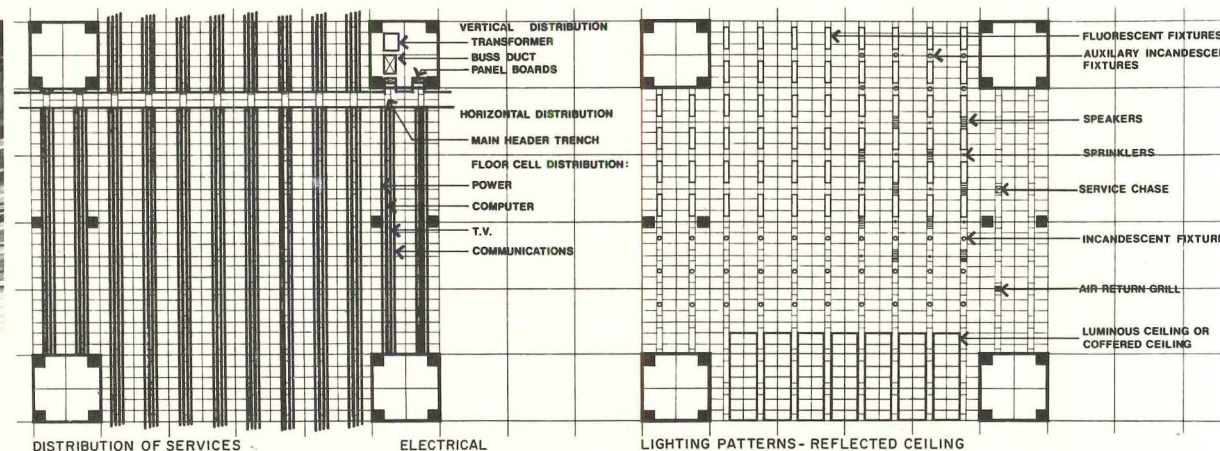 VERTICAL DISTRIBUTION
TRANSFORMER
BUSS DUCT
PANEL BOARDS
HORIZONTAL DISTRIBUTION
MAIN HEADER TRENCH
FLOOR CELL DISTRIBUTION:
POWER
COMPUTER
T.V.
COMMUNICATIONS
DISTRIBUTION OF SERVICES
ELECTRICAL
FLUORESCENT FIXTURES
AUXILARY INCANDESCE
FIXTURES
SPEAKERS
SPRINKLERS
SERVICE CHASE
INCANDESCENT FIXTURE
AIR RETURN GRILL
LUMINOUS CEILING OR
COFFERED CEILING
LIGHTING PATTERNS - REFLECTED CEILING